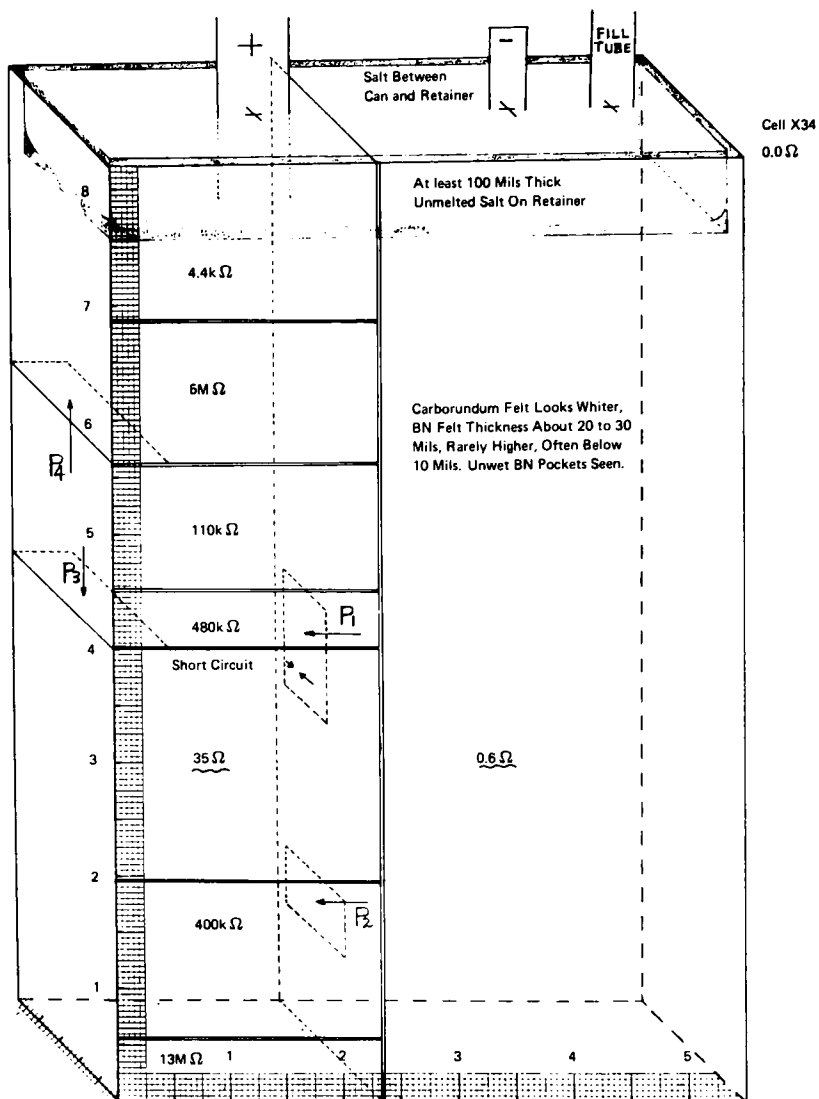 +
-
FILL
TUBE
Salt Between
Can and Retainer
Cell X34
0.0 Ω
8
At least 100 Mils Thick
Unmelted Salt On Retainer
4.4k Ω
7
6M Ω
Carborundum Felt Looks Whiter,
BN Felt Thickness About 20 to 30
Mils, Rarely Higher, Often Below
10 Mils. Unwet BN Pockets Seen.
6
P4
110k Ω
5
P3
480k Ω
P1
4
Short Circuit
3
35 Ω
0.6 Ω
2
400k Ω
P2
1
13M Ω
1
2
3
4
5